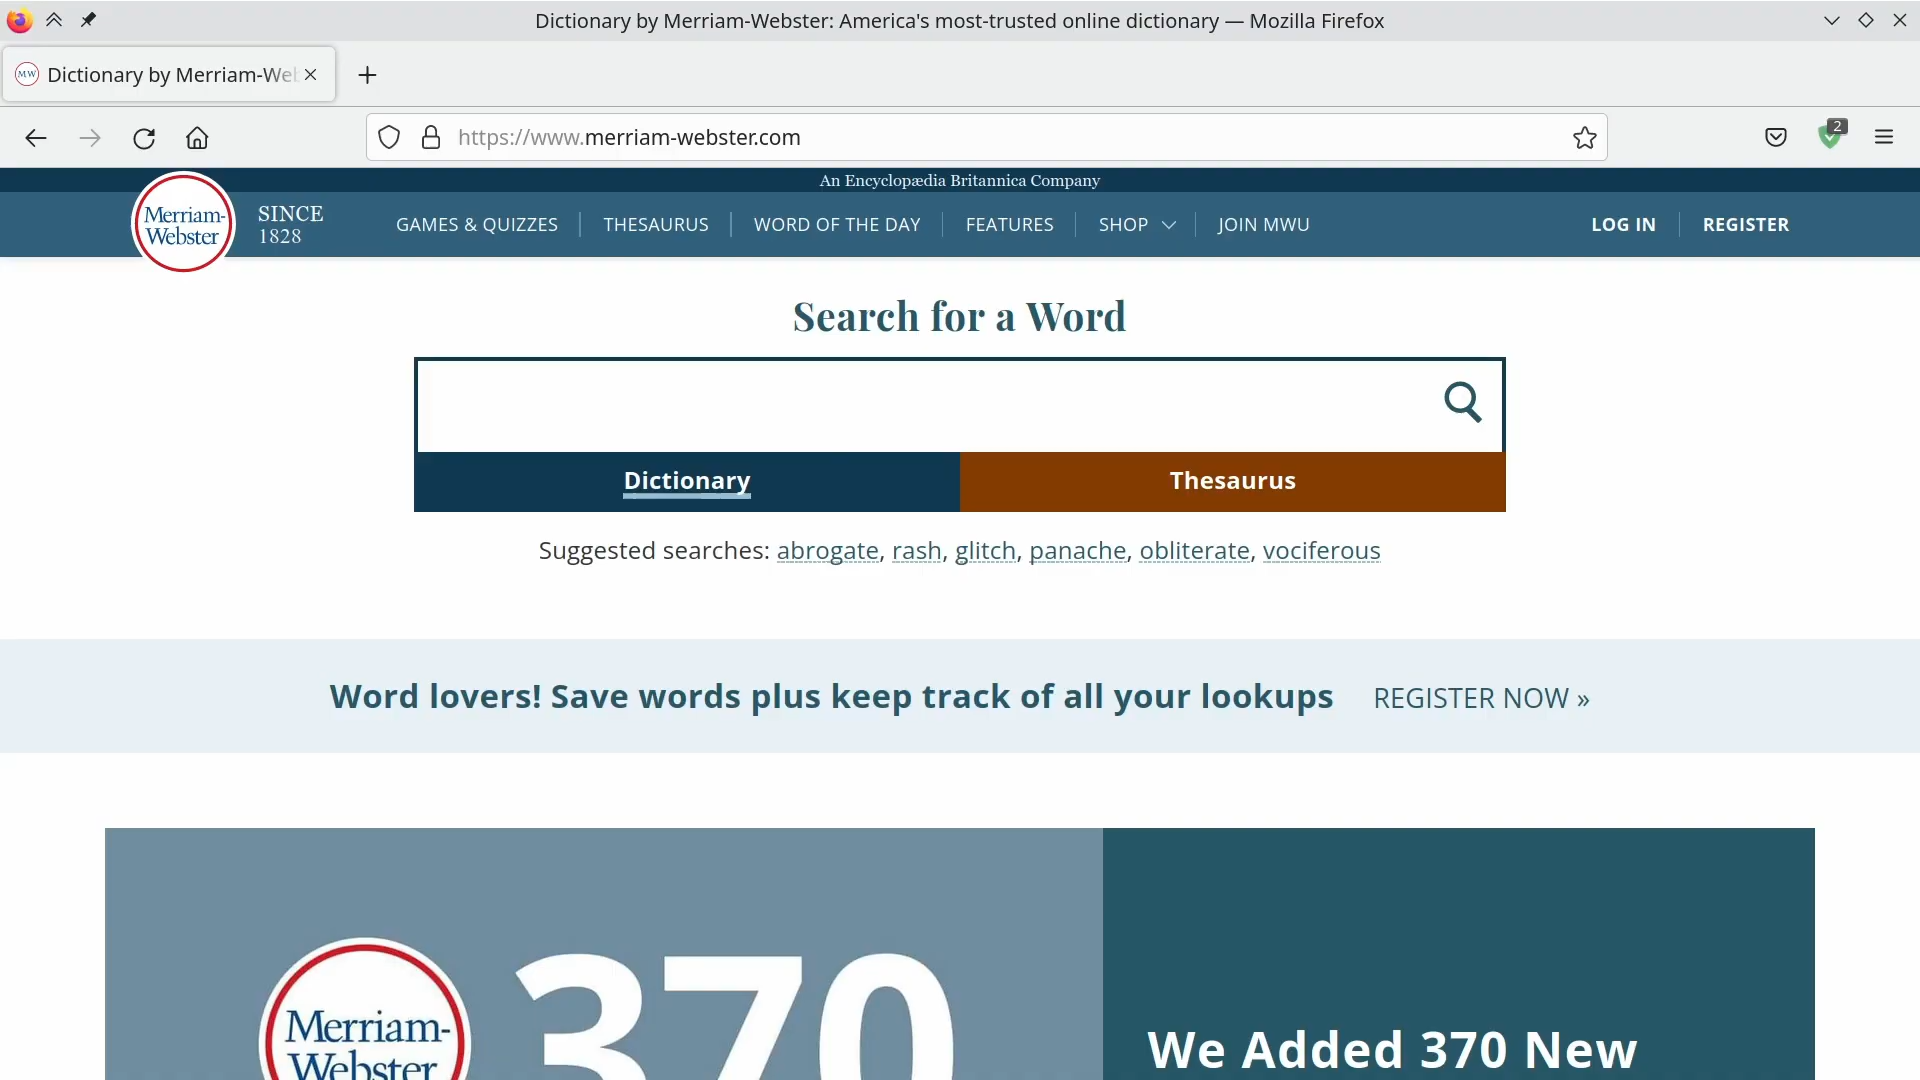 Dictionary by Merriam-Webster: America's most-trusted online dictionary — Mozilla Firefox
MW Dictionary by Merriam-We
https://www.merriam-webster.com
2
An Encyclopædia Britannica Company
Merriam-
Webster
SINCE
1828
GAMES & QUIZZES THESAURUS WORD OF THE DAY FEATURES SHOP JOIN MWU LOG IN REGISTER
Search for a Word
Dictionary Thesaurus
Suggested searches: abrogate, rash, glitch, panache, obliterate, vociferous
Word lovers! Save words plus keep track of all your lookups REGISTER NOW »
Merriam-
Webster
370
We Added 370 New